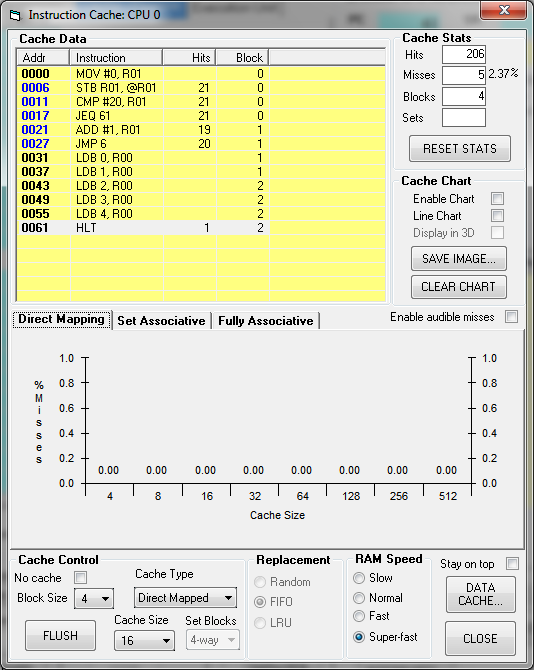 Instruction Cache: CPU 0
Cache Data
Addr Instruction Hits Block
0000 MOV #0, R01 0
0006 STB R01, @R01 21 0
0011 CMP #20, R01 21 0
0017 JEQ 61 21 0
0021 ADD #1, R01 19 1
0027 JMP 6 20 1
0031 LDB 0, R00 1
0037 LDB 1, R00 1
0043 LDB 2, R00 2
0049 LDB 3, R00 2
0055 LDB 4, R00 2
0061 HLT 1 2
Cache Stats
Hits 206
Misses 5 2.37%
Blocks 4
Sets
RESET STATS
Cache Chart
Enable Chart
Line Chart
Display in 3D
SAVE IMAGE...
CLEAR CHART
Direct Mapping Set Associative Fully Associative
Enable audible misses
% Misses
1.0 1.0
0.8 0.8
0.6 0.6
0.4 0.4
0.2 0.2
0.00 0.00 0.00 0.00 0.00 0.00 0.00 0.00
0.0 0.0
4 8 16 32 64 128 256 512
Cache Size
Cache Control
No cache
Block Size 4
FLUSH
Cache Type
Direct Mapped
Cache Size
16
Set Blocks
4-way
Replacement
Random
FIFO
LRU
RAM Speed
Slow
Normal
Fast
Super-fast
Stay on top
DATA
CACHE...
CLOSE